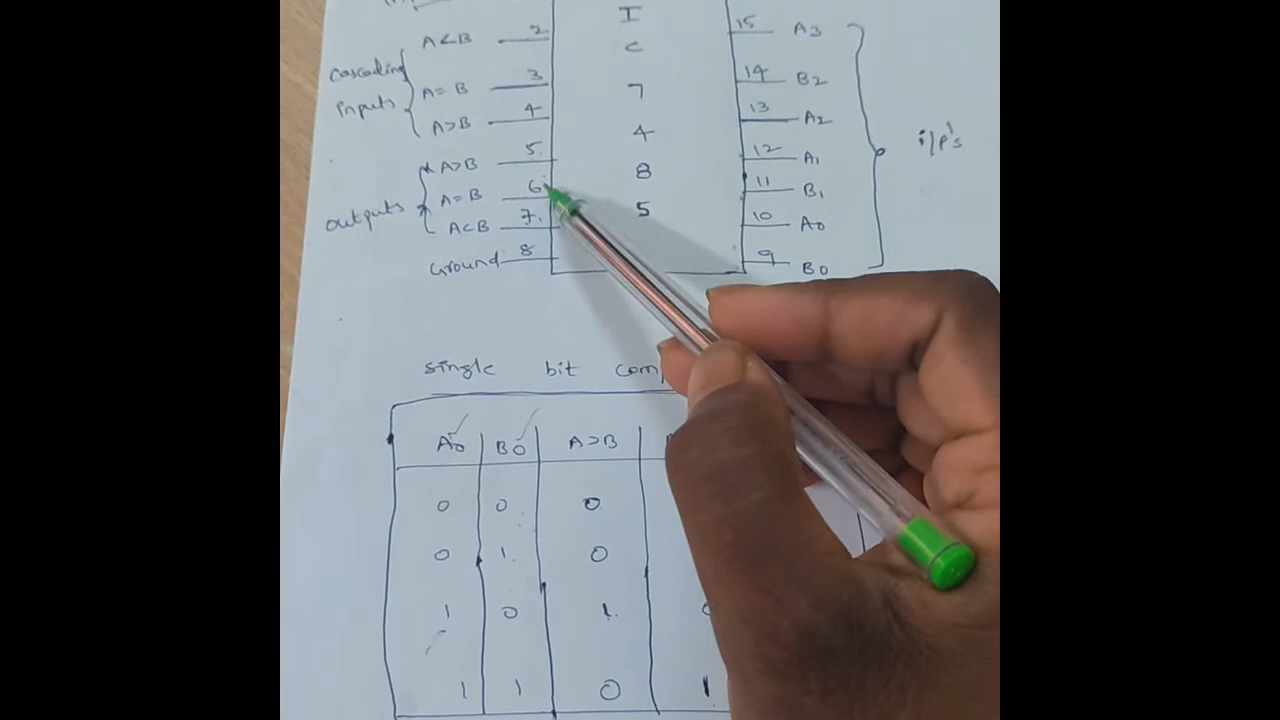 I
A<B 2 C 15 A3
cascading
inputs
A=B 3 7 14 B2
A>B 4 4 13 A2
i/p's
A>B 5. 8 12 A1
outputs A=B 6 5 11 B1
A<B 7. 10 A0
Ground 8 9 B0
single bit com
A0 B0 A>B
0 0 0
0 1 0
1 0 1
1 1 0 1